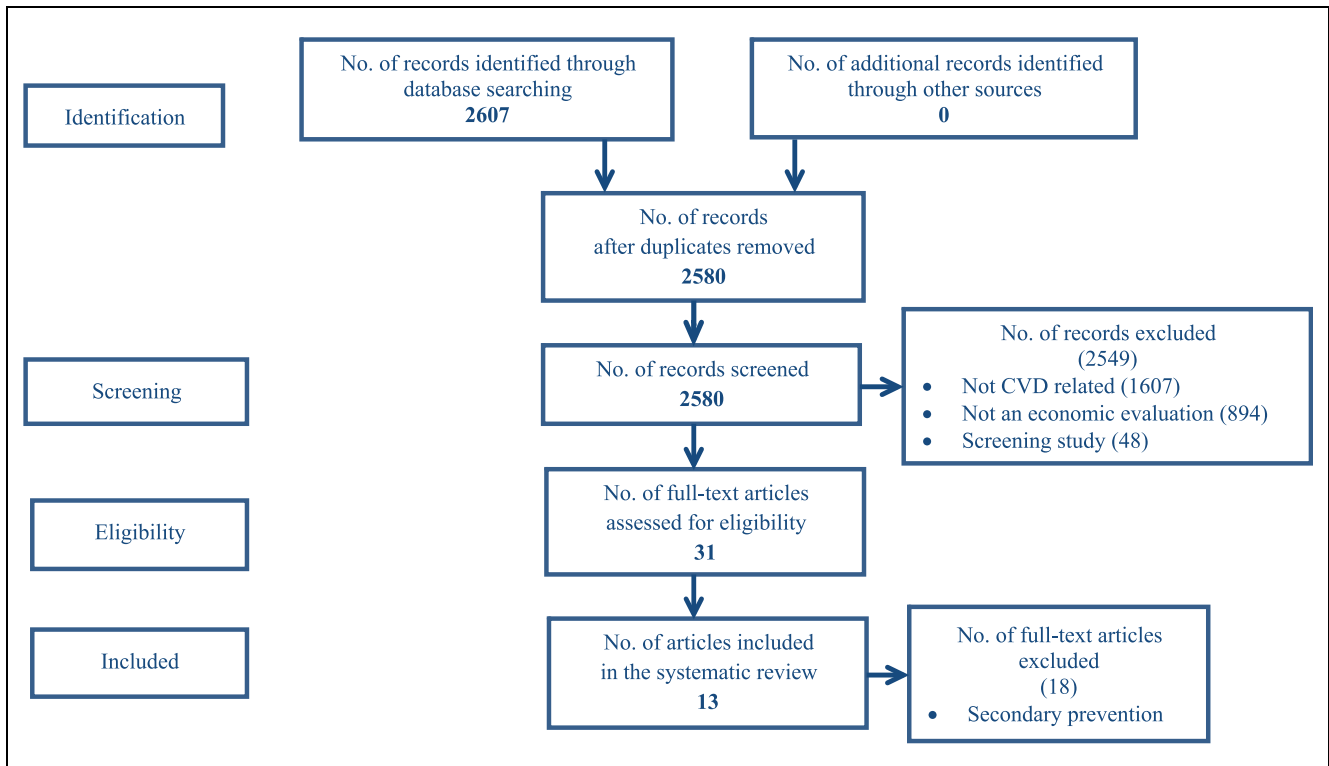 No. of records identified through
database searching
2607
No. of additional records identified
through other sources
0
Identification
No. of records
after duplicates removed
2580
Screening
No. of records screened
2580
No. of records excluded
(2549)
• Not CVD related (1607)
• Not an economic evaluation (894)
• Screening study (48)
Eligibility
No. of full-text articles
assessed for eligibility
31
Included
No. of articles included
in the systematic review
13
No. of full-text articles
excluded
(18)
• Secondary prevention